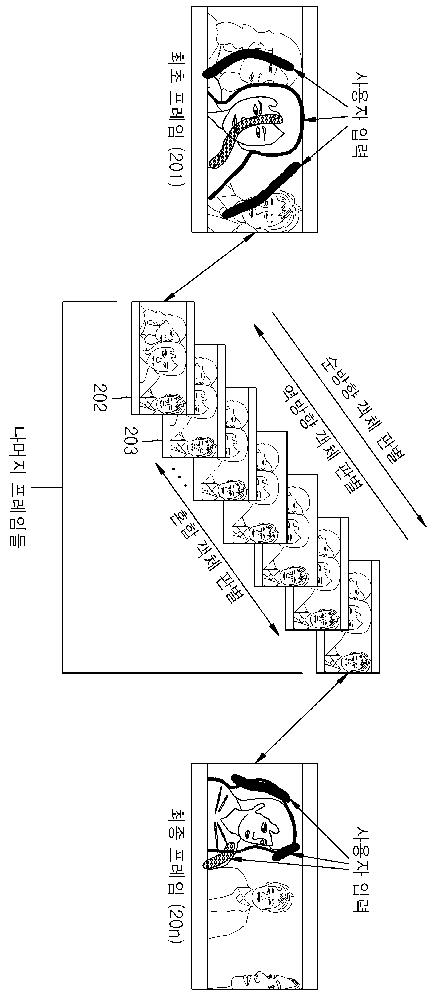 사용자 입력
최초 프레임 (201)
순방향 객체 판별
역방향 객체 판별
202
203
혼합 객체 판별
나머지 프레임들
사용자 입력
최종 프레임 (20n)